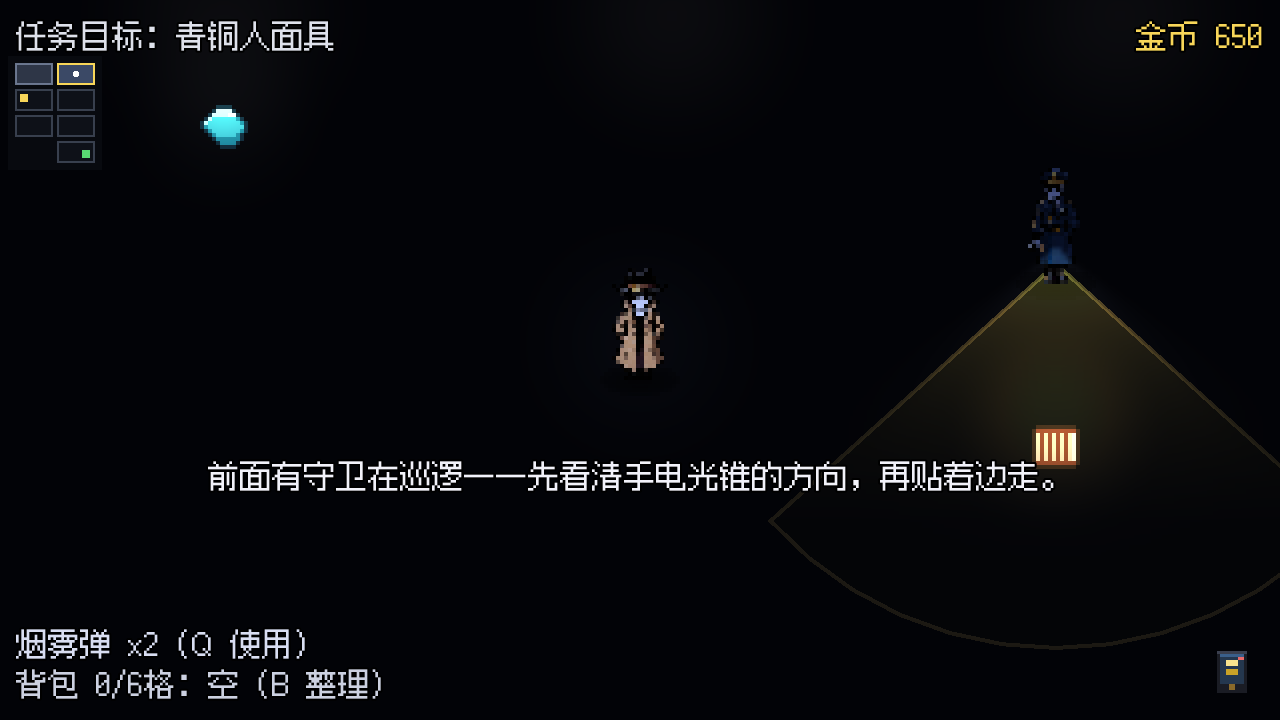 任务目标：青铜人面具
金币 650
前面有守卫在巡逻——先看清手电光锥的方向，再贴着边走。
烟雾弹 x2（Q 使用）
背包 0/6格：空（B 整理）